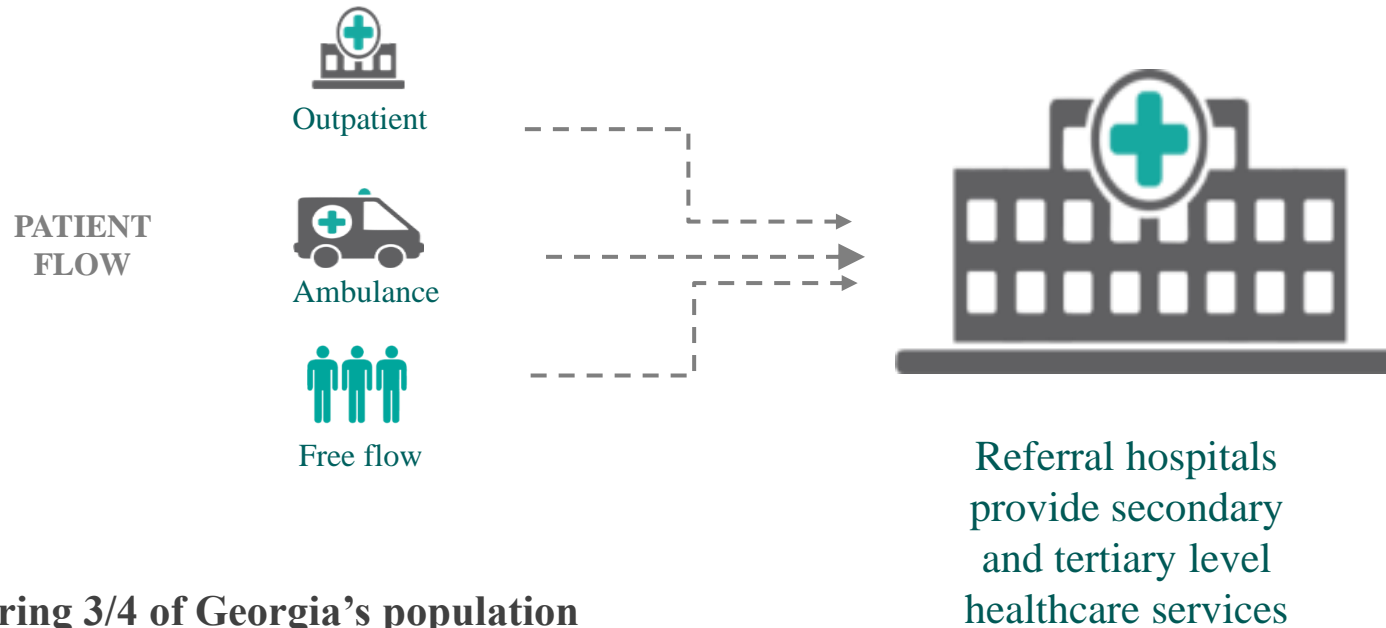 Outpatient
PATIENT
FLOW
Ambulance
Free flow
Referral hospitals
provide secondary
and tertiary level
healthcare services
3/4 of Georgia’s population